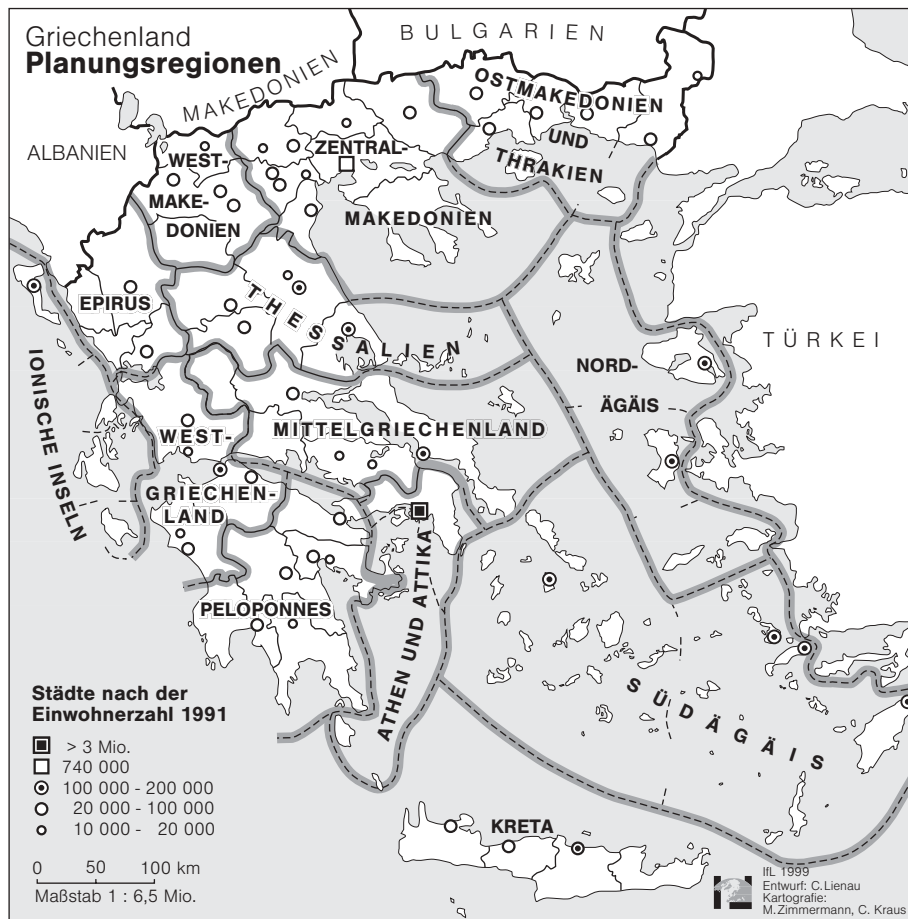 Griechenland
Planungsregionen
BULGARIEN
MAKEDONIEN
ALBANIEN
TÜRKEI
OSTMAKEDONIEN
UND
THRAKIEN
ZENTRAL-
MAKEDONIEN
WEST-
MAKE-
DONIEN
EPIRUS
THESSALIEN
IONISCHE INSELN
NORD-
ÄGÄIS
MITTELGRIECHENLAND
WEST-
GRIECHEN-
LAND
PELOPONNES
ATHEN UND ATTIKA
SÜDÄGÄIS
KRETA
Städte nach der
Einwohnerzahl 1991
> 3 Mio.
740 000
100 000 - 200 000
20 000 - 100 000
10 000 - 20 000
0 50 100 km
Maßstab 1 : 6,5 Mio.
IfL 1999
Entwurf: C.Lienau
Kartografie:
M.Zimmermann, C. Kraus